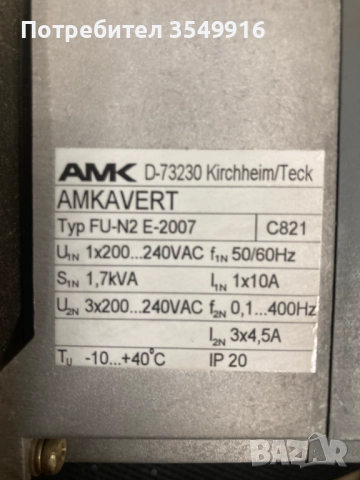 Потребител 3549916
AMK D-73230 Kirchheim/Teck
AMKAVERT
Typ FU-N2 E-2007 C821
U1N 1x200...240VAC f1N 50/60Hz
S1N 1,7kVA I1N 1x10A
U2N 3x200...240VAC f2N 0,1...400Hz
I2N 3x4,5A
TU -10...+40°C IP 20
BAZAR